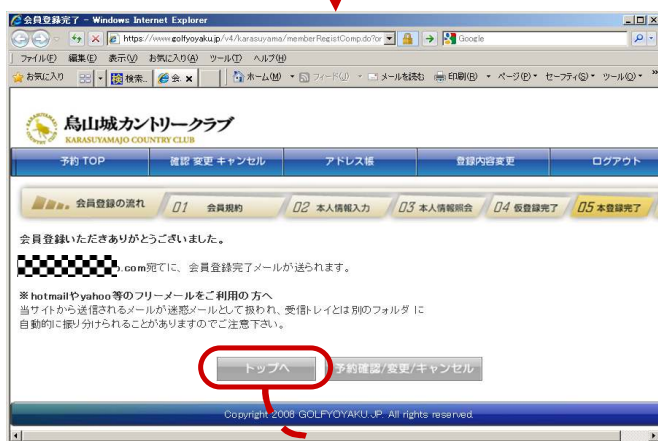 会員登録完了 - Windows Internet Explorer
https://www.golfyoyaku.jp/v4/karasuyama/memberRegistComp.do?or
Google
ファイル(F) 編集(E) 表示(V) お気に入り(A) ツール(T) ヘルプ(H)
お気に入り 検索.. 会 x ホーム(M) フィード(J) メールを読む 印刷(R) ページ(P) セーフティ(S) ツール(O) »
烏山城カントリークラブ
KARASUYAMAJO COUNTRY CLUB
予約 TOP 確認 変更 キャンセル アドレス帳 登録内容変更 ログアウト
会員登録の流れ 01 会員規約 02 本人情報入力 03 本人情報照会 04 仮登録完了 05 本登録完了
会員登録いただきありがとうございました。
.com宛てに、会員登録完了メールが送られます。
※hotmailやyahoo等のフリーメールをご利用の方へ
当サイトから送信されるメールが迷惑メールとして扱われ、受信トレイとは別のフォルダ に
自動的に振り分けられることがありますのでご注意下さい。
トップへ 予約確認/変更/キャンセル
Copyright 2008 GOLFYOYAKU.JP. All rights reserved.